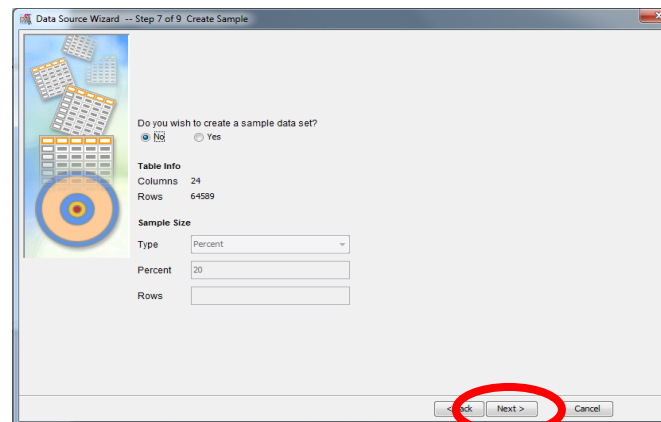 Data Source Wizard -- Step 7 of 9 Create Sample
Do you wish to create a sample data set?
No Yes
Table Info
Columns 24
Rows 64589
Sample Size
Type Percent
Percent 20
Rows
Next > Cancel